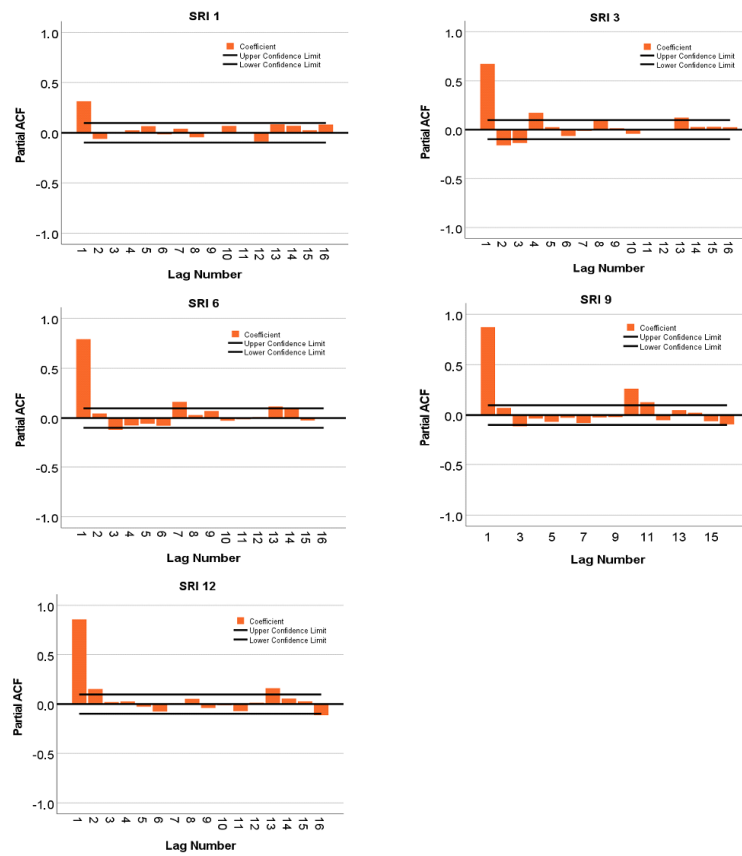 SRI 1
1.0
0.5
0.0
-0.5
-1.0
Partial ACF
Coefficient
Upper Confidence Limit
Lower Confidence Limit
1 2 3 4 5 6 7 8 9 10 11 12 13 14 15 16
Lag Number
SRI 3
1.0
0.5
0.0
-0.5
-1.0
Partial ACF
Coefficient
Upper Confidence Limit
Lower Confidence Limit
1 2 3 4 5 6 7 8 9 10 11 12 13 14 15 16
Lag Number
SRI 6
1.0
0.5
0.0
-0.5
-1.0
Partial ACF
Coefficient
Upper Confidence Limit
Lower Confidence Limit
1 2 3 4 5 6 7 8 9 10 11 12 13 14 15 16
Lag Number
SRI 9
1.0
0.5
0.0
-0.5
-1.0
Partial ACF
Coefficient
Upper Confidence Limit
Lower Confidence Limit
1 3 5 7 9 11 13 15
Lag Number
SRI 12
1.0
0.5
0.0
-0.5
-1.0
Partial ACF
Coefficient
Upper Confidence Limit
Lower Confidence Limit
1 2 3 4 5 6 7 8 9 10 11 12 13 14 15 16
Lag Number